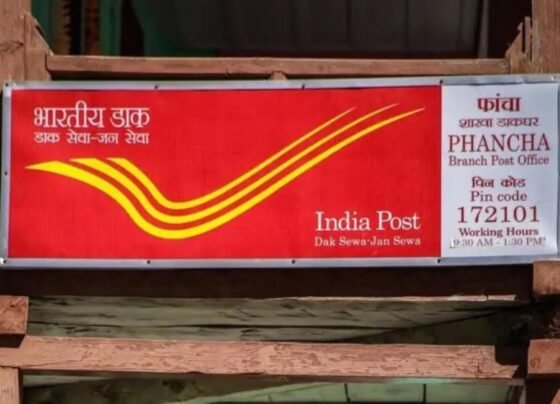 भारतीय डाक
डाक सेवा-जन सेवा
India Post
Dak Sewa-Jan Sewa
फांचा
शाखा डाकघर
PHANCHA
Branch Post Office
पिन कोड
Pin code
172101
Working Hours
9:30 AM - 1:30 PM